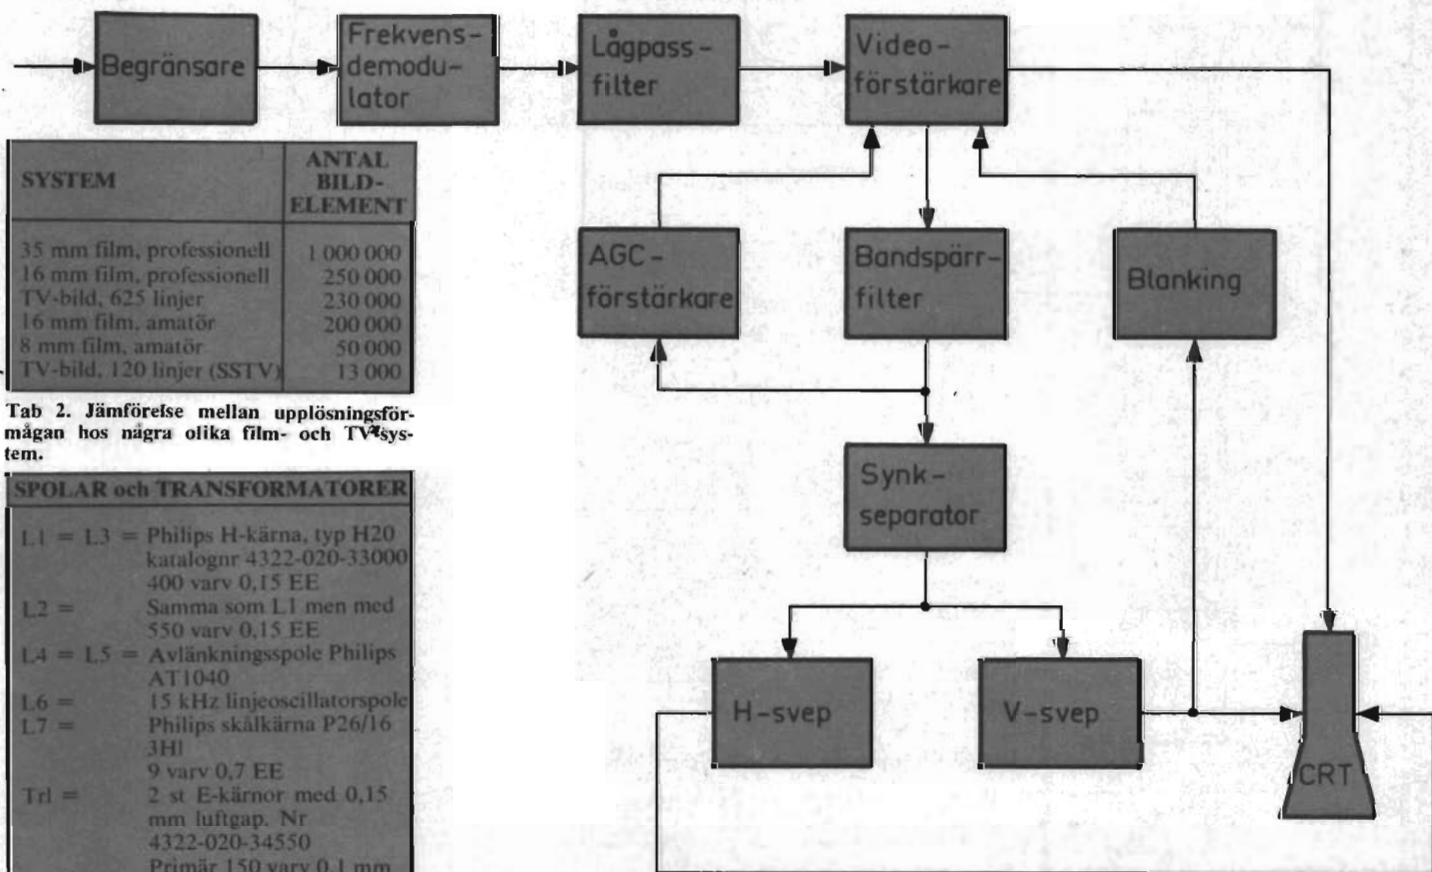 Begränsare
Frekvens-
demodu-
lator
Lågpass-
filter
Video-
förstärkare
SYSTEM
ANTAL
BILD-
ELEMENT
35 mm film, professionell 1 000 000
16 mm film, professionell 250 000
TV-bild, 625 linjer 230 000
16 mm film, amatör 200 000
8 mm film, amatör 50 000
TV-bild, 120 linjer (SSTV) 13 000
Tab 2. Jämförelse mellan upplösningsför-
mågan hos några olika film- och TV-sys-
tem.
SPOLAR och TRANSFORMATORER
L1 = L3 = Philips H-kärna, typ H20
katalognr 4322-020-33000
400 varv 0,15 EE
L2 = Samma som L1 men med
550 varv 0,15 EE
L4 = L5 = Avlänkningsspole Philips
AT1040
L6 = 15 kHz linjeoscillatorspole
L7 = Philips skålkärna P26/16
3H1
9 varv 0,7 EE
Tr1 = 2 st E-kärnor med 0,15
mm luftgap. Nr
4322-020-34550
Primär 150 varv 0,1 mm
AGC-
förstärkare
Bandspärr-
filter
Blanking
Synk-
separator
H-svep
V-svep
CRT